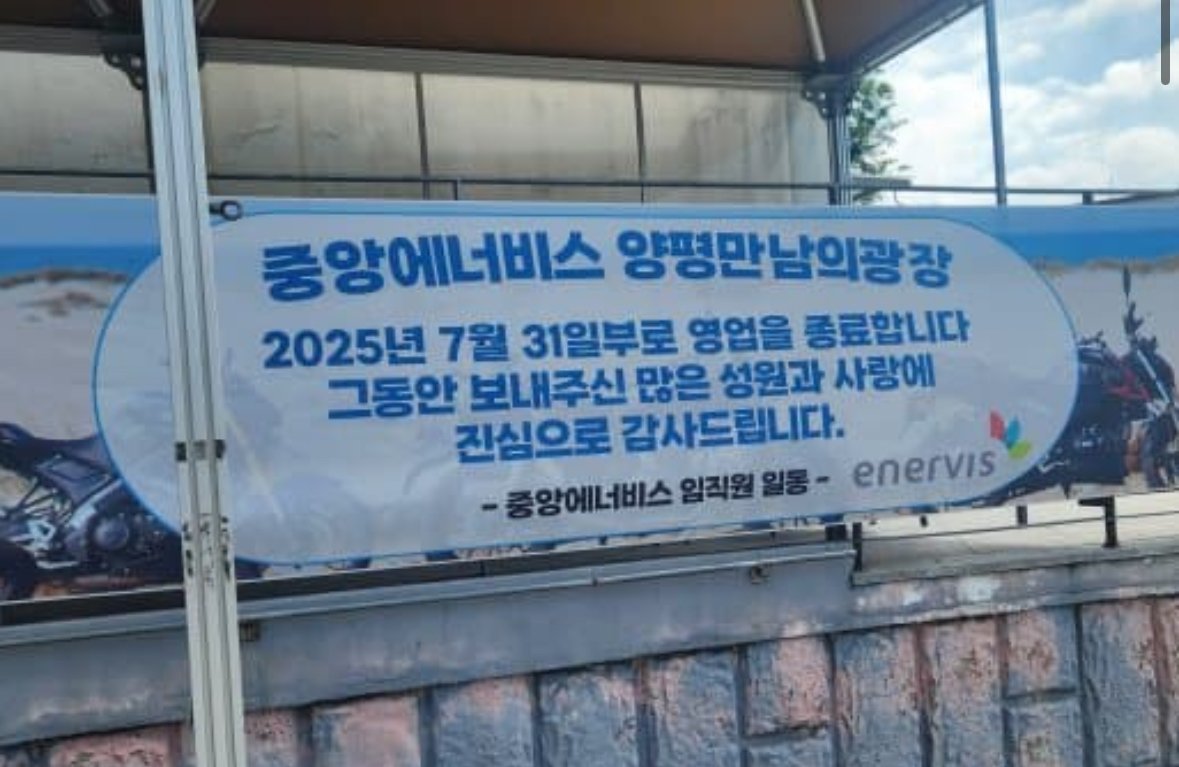 중앙에너비스 양평만남의광장
2025년 7월 31일부로 영업을 종료합니다
그동안 보내주신 많은 성원과 사랑에
진심으로 감사드립니다.
- 중앙에너비스 임직원 일동 -
enervis